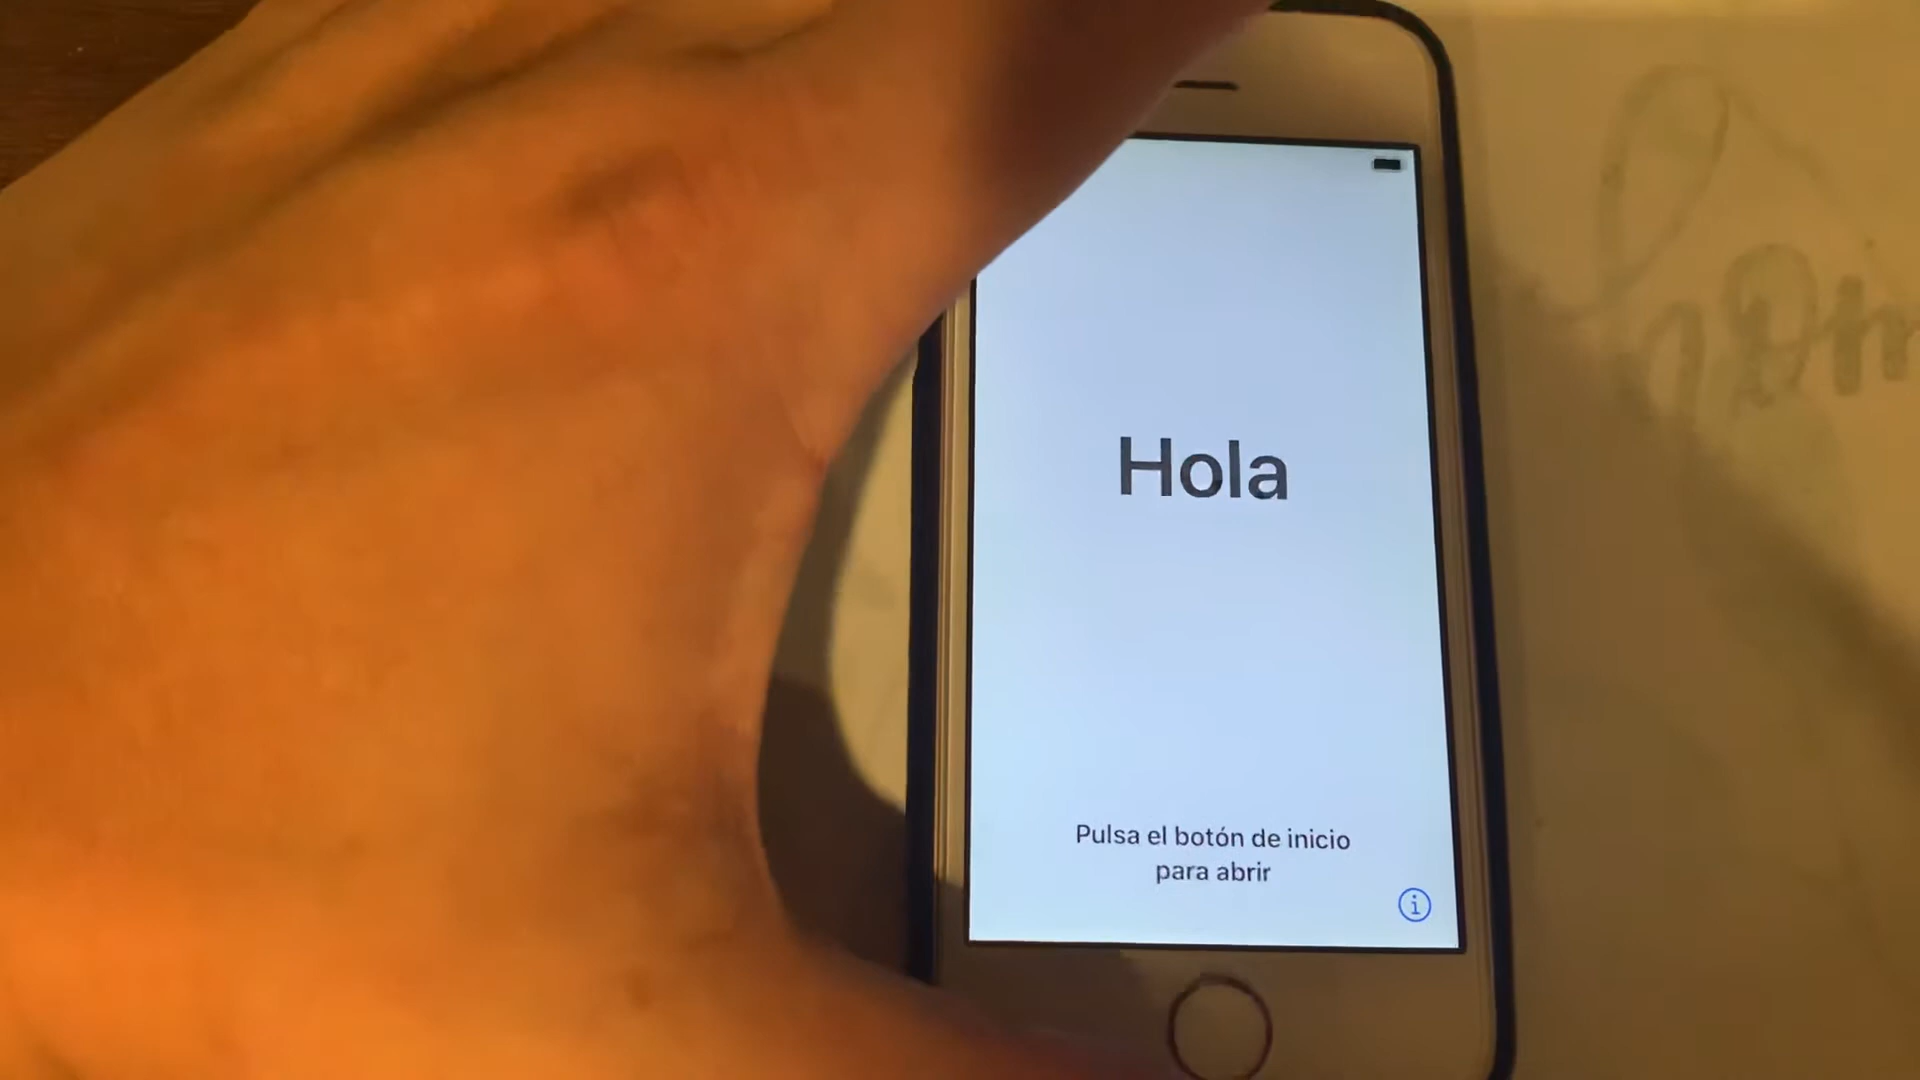 Hola
Pulsa el botón de inicio
para abrir